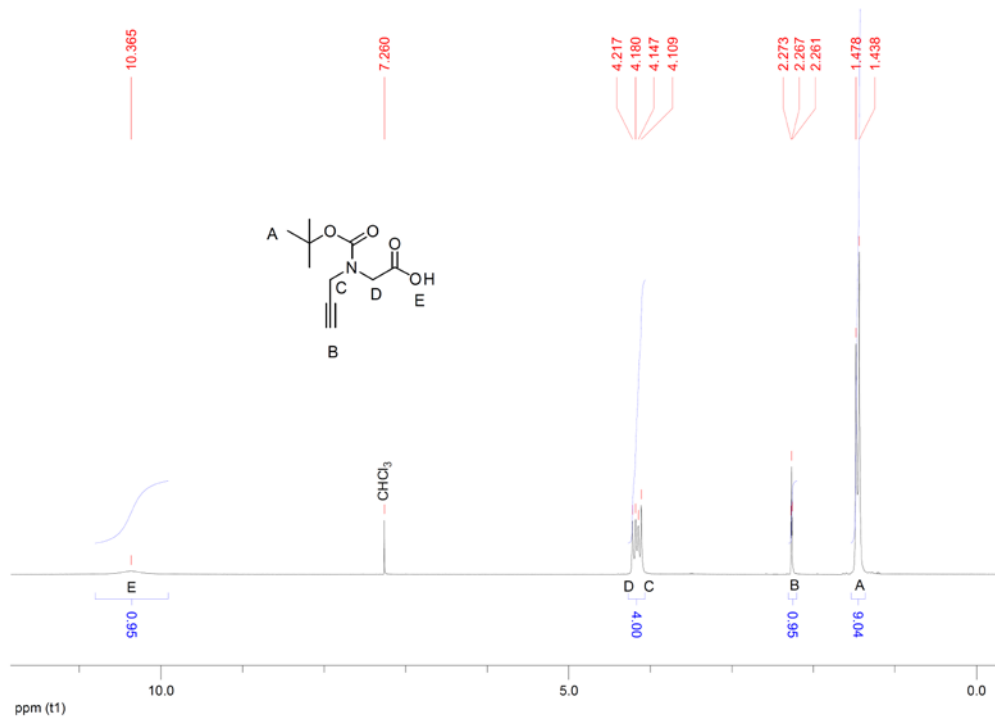 10.365
7.260
4.217
4.180
4.147
4.109
2.273
2.267
2.261
1.478
1.438
A
O
O
O
N
OH
C
D
E
B
CHCl3
E
D
C
B
A
0.95
4.00
0.95
9.04
10.0
5.0
0.0
ppm (t1)